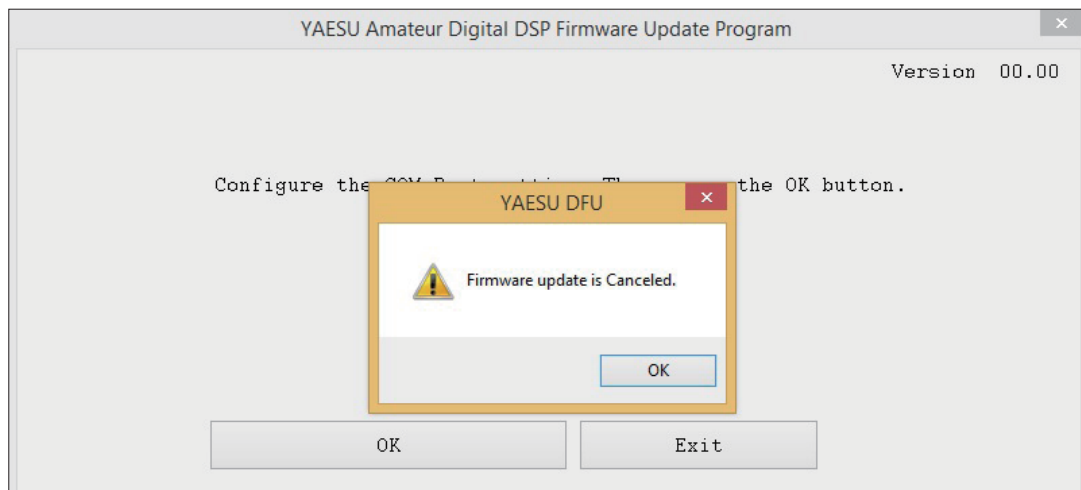 YAESU Amateur Digital DSP Firmware Update Program
Version 00.00
Configure the the OK button.
YAESU DFU
Firmware update is Canceled.
OK
OK Exit